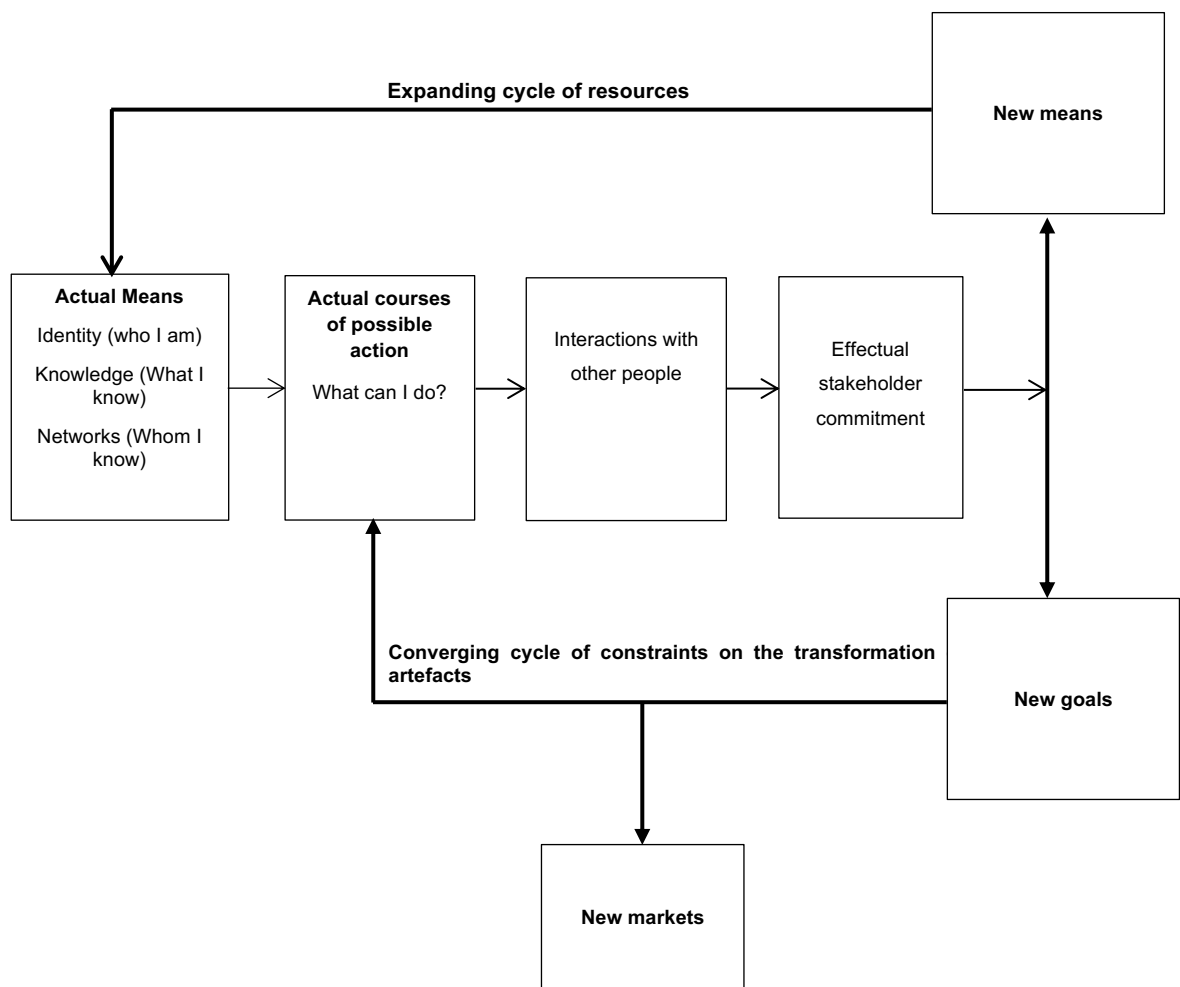 Expanding cycle of resources
New means
Actual Means
Identity (who I am)
Knowledge (What I
know)
Networks (Whom I
know)
Actual courses
of possible
action
What can I do?
Interactions with
other people
Effectual
stakeholder
commitment
Converging cycle of constraints on the transformation
artefacts
New goals
New markets